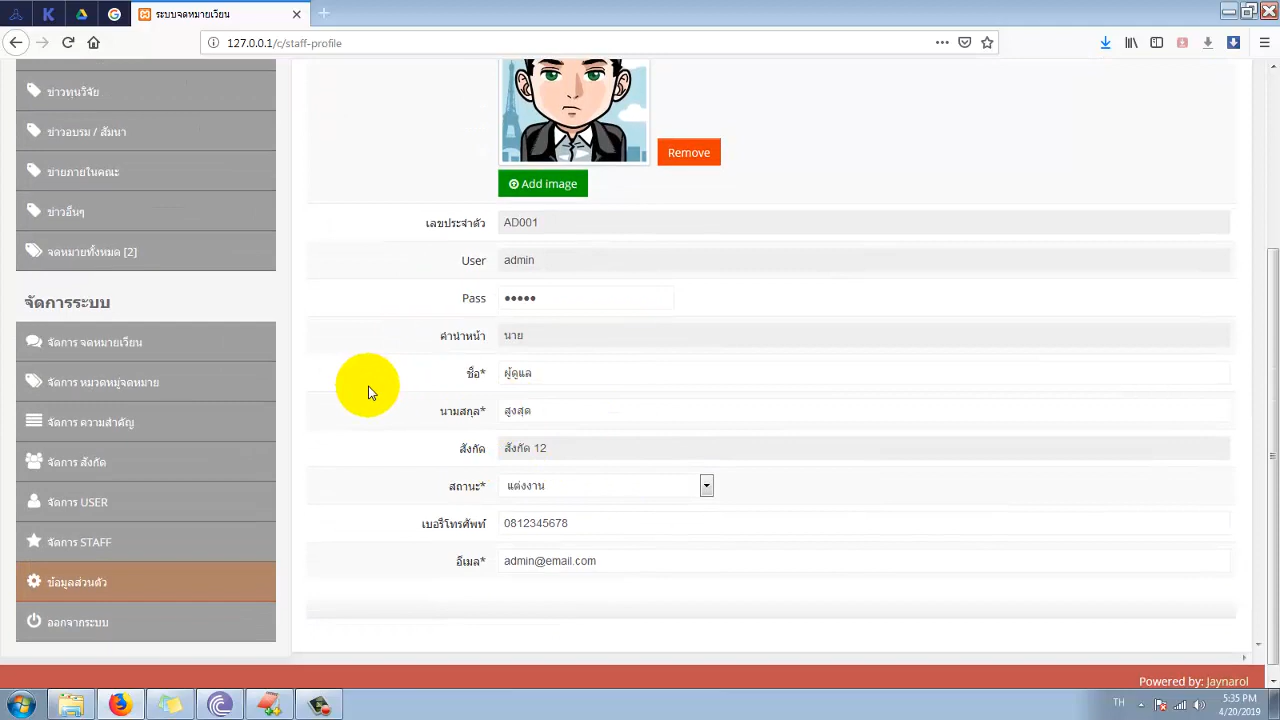 ระบบจดหมายเวียน
127.0.0.1/c/staff-profile
ข่าวทุนวิจัย
ข่าวอบรม / สัมนา
ข่ายภายในคณะ
ข่าวอื่นๆ
จดหมายทั้งหมด [2]
จัดการระบบ
จัดการ จดหมายเวียน
จัดการ หมวดหมู่จดหมาย
จัดการ ความสำคัญ
จัดการ สังกัด
จัดการ USER
จัดการ STAFF
ข้อมูลส่วนตัว
ออกจากระบบ
Remove
Add image
เลขประจำตัว AD001
User admin
Pass •••••
คำนำหน้า นาย
ชื่อ* ผู้ดูแล
นามสกุล* สูงสุด
สังกัด สังกัด 12
สถานะ* แต่งงาน
เบอร์โทรศัพท์ 0812345678
อีเมล* admin@email.com
Powered by: Jaynarol
TH
5:35 PM
4/20/2019